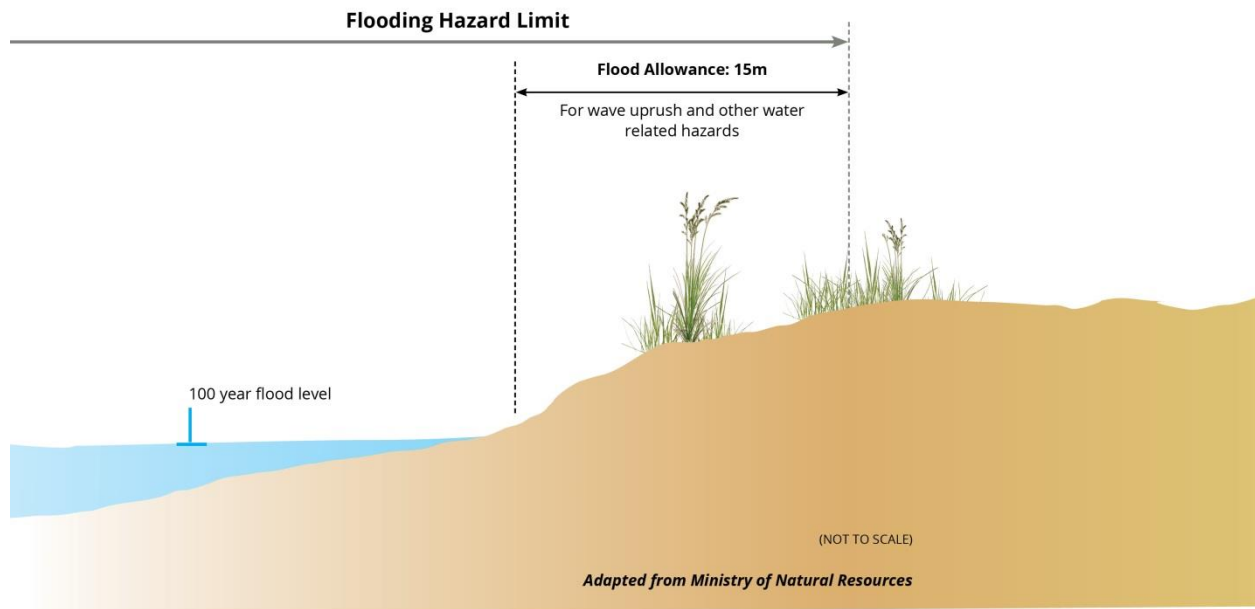 Flooding Hazard Limit
Flood Allowance: 15m
For wave uprush and other water
related hazards
100 year flood level
(NOT TO SCALE)
Adapted from Ministry of Natural Resources